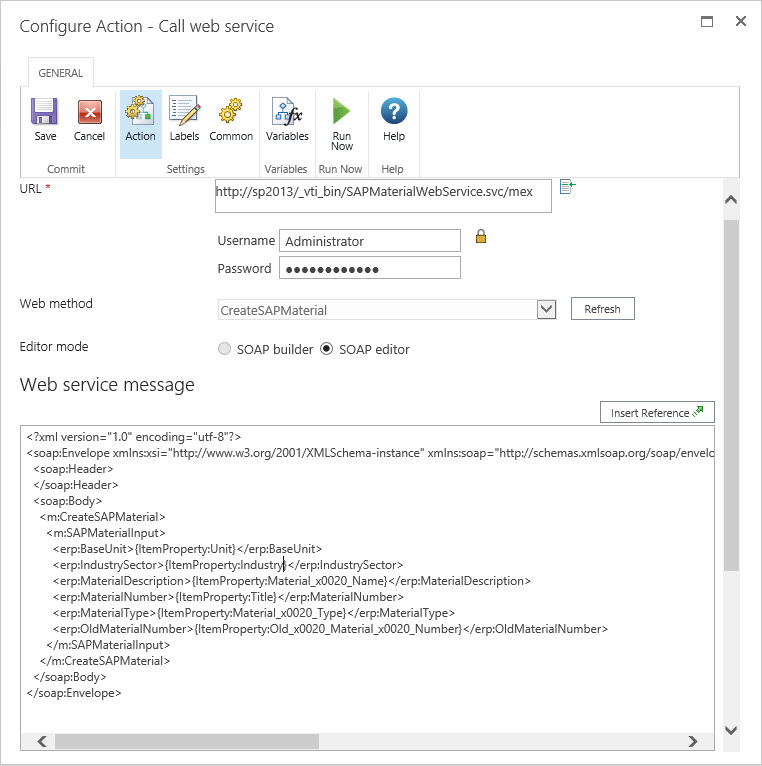 Configure Action - Call web service
GENERAL
Save Cancel Action Labels Common Variables Run Now Help
Commit Settings Variables Run Now Help
URL *
http://sp2013/_vti_bin/SAPMaterialWebService.svc/mex
Username Administrator
Password ●●●●●●●●●●●●
Web method CreateSAPMaterial Refresh
Editor mode SOAP builder SOAP editor
Web service message
Insert Reference
<?xml version="1.0" encoding="utf-8"?>
<soap:Envelope xmlns:xsi="http://www.w3.org/2001/XMLSchema-instance" xmlns:soap="http://schemas.xmlsoap.org/soap/envelo
<soap:Header>
</soap:Header>
<soap:Body>
<m:CreateSAPMaterial>
<m:SAPMaterialInput>
<erp:BaseUnit>{ItemProperty:Unit}</erp:BaseUnit>
<erp:IndustrySector>{ItemProperty:Industry}</erp:IndustrySector>
<erp:MaterialDescription>{ItemProperty:Material_x0020_Name}</erp:MaterialDescription>
<erp:MaterialNumber>{ItemProperty:Title}</erp:MaterialNumber>
<erp:MaterialType>{ItemProperty:Material_x0020_Type}</erp:MaterialType>
<erp:OldMaterialNumber>{ItemProperty:Old_x0020_Material_x0020_Number}</erp:OldMaterialNumber>
</m:SAPMaterialInput>
</m:CreateSAPMaterial>
</soap:Body>
</soap:Envelope>